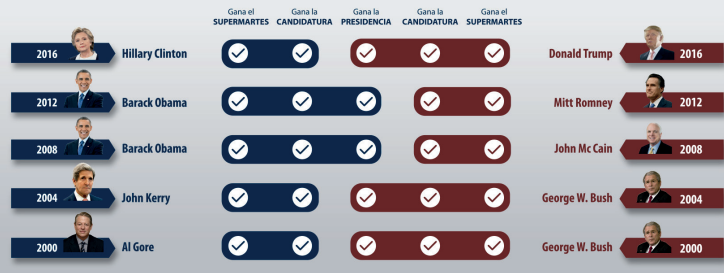 Gana el Gana la Gana la Gana la Gana el
SUPERMARTES CANDIDATURA PRESIDENCIA CANDIDATURA SUPERMARTES
2016 Hillary Clinton Donald Trump 2016
2012 Barack Obama Mitt Romney 2012
2008 Barack Obama John Mc Cain 2008
2004 John Kerry George W. Bush 2004
2000 Al Gore George W. Bush 2000